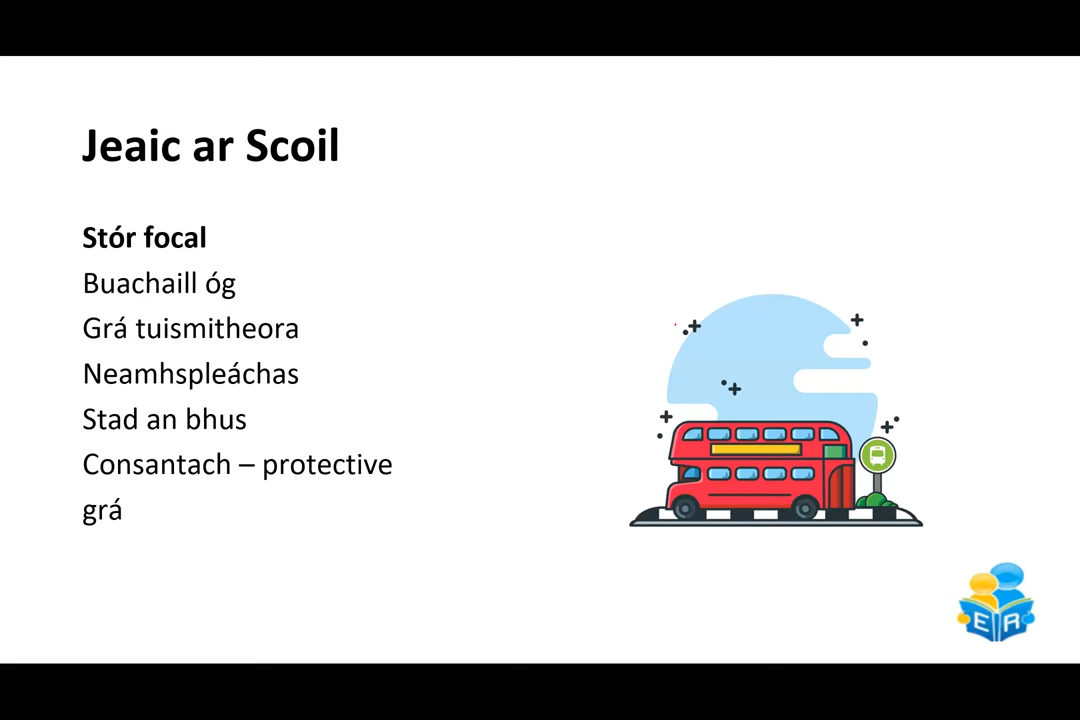 Jeaic ar Scoil
Stór focal
Buachaill óg
Grá tuismitheora
Neamhspleáchas
Stad an bhus
Consantach – protective
grá
E R